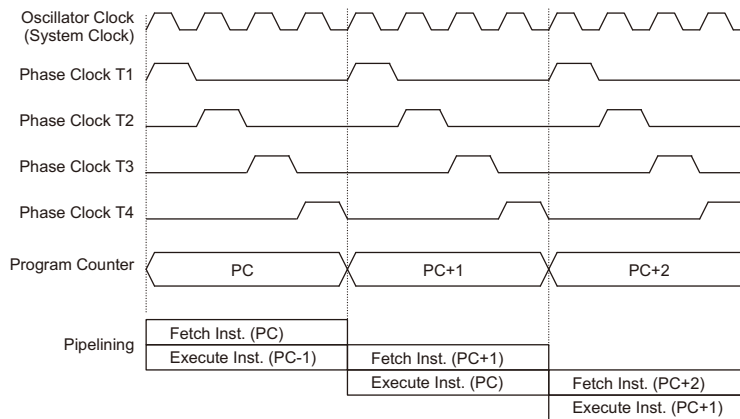 Oscillator Clock
(System Clock)
Phase Clock T1
Phase Clock T2
Phase Clock T3
Phase Clock T4
Program Counter
PC
PC+1
PC+2
Pipelining
Fetch Inst. (PC)
Execute Inst. (PC-1)
Fetch Inst. (PC+1)
Execute Inst. (PC)
Fetch Inst. (PC+2)
Execute Inst. (PC+1)